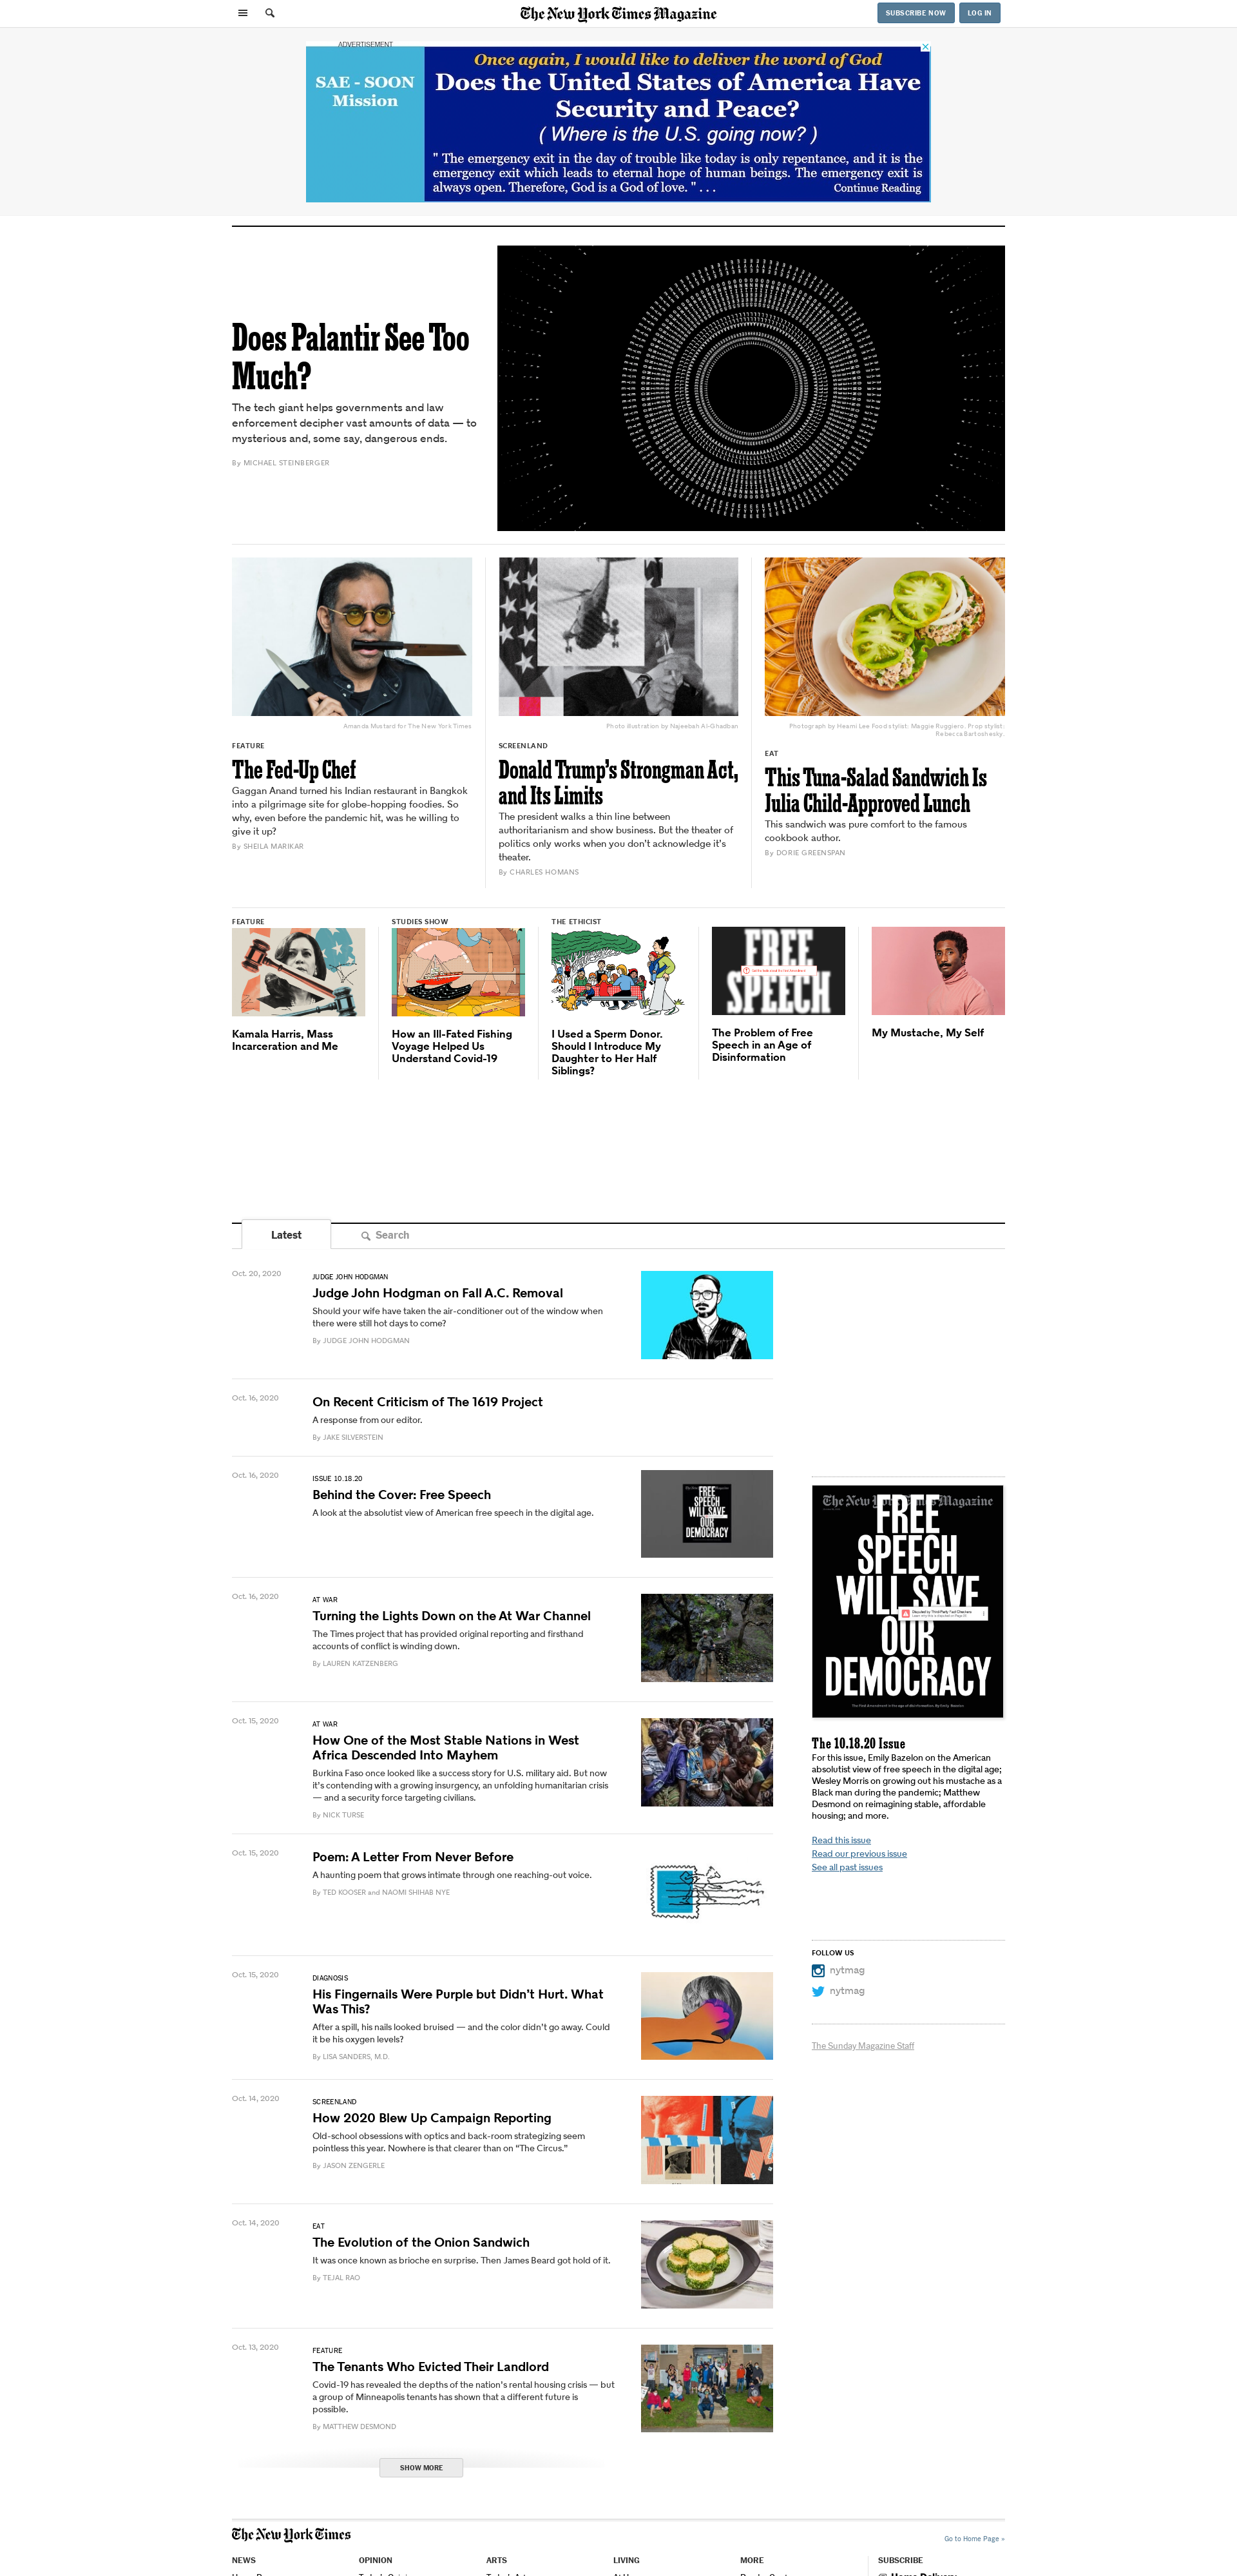 The New York Times Magazine
SUBSCRIBE NOW
LOG IN
ADVERTISEMENT
SAE - SOON
Mission
Once again, I would like to deliver the word of God
Does the United States of America Have
Security and Peace?
( Where is the U.S. going now? )
" The emergency exit in the day of trouble like today is only repentance, and it is the
emergency exit which leads to eternal hope of human beings. The emergency exit is
always open. Therefore, God is a God of love. " . . .
Continue Reading
Does Palantir See Too
Much?
The tech giant helps governments and law
enforcement decipher vast amounts of data — to
mysterious and, some say, dangerous ends.
By MICHAEL STEINBERGER
Amanda Mustard for The New York Times
FEATURE
The Fed-Up Chef
Gaggan Anand turned his Indian restaurant in Bangkok
into a pilgrimage site for globe-hopping foodies. So
why, even before the pandemic hit, was he willing to
give it up?
By SHEILA MARIKAR
Photo illustration by Najeebah Al-Ghadban
SCREENLAND
Donald Trump’s Strongman Act,
and Its Limits
The president walks a thin line between
authoritarianism and show business. But the theater of
politics only works when you don’t acknowledge it’s
theater.
By CHARLES HOMANS
Photograph by Heami Lee Food stylist: Maggie Ruggiero. Prop stylist:
Rebecca Bartoshesky.
EAT
This Tuna-Salad Sandwich Is
Julia Child-Approved Lunch
This sandwich was pure comfort to the famous
cookbook author.
By DORIE GREENSPAN
FEATURE
Kamala Harris, Mass
Incarceration and Me
STUDIES SHOW
How an Ill-Fated Fishing
Voyage Helped Us
Understand Covid-19
THE ETHICIST
I Used a Sperm Donor.
Should I Introduce My
Daughter to Her Half
Siblings?
FREE
SPEECH
The Problem of Free
Speech in an Age of
Disinformation
My Mustache, My Self
Latest
Search
Oct. 20, 2020
JUDGE JOHN HODGMAN
Judge John Hodgman on Fall A.C. Removal
Should your wife have taken the air-conditioner out of the window when
there were still hot days to come?
By JUDGE JOHN HODGMAN
Oct. 16, 2020
On Recent Criticism of The 1619 Project
A response from our editor.
By JAKE SILVERSTEIN
Oct. 16, 2020
ISSUE 10.18.20
Behind the Cover: Free Speech
A look at the absolutist view of American free speech in the digital age.
FREE
SPEECH
WILL SAVE
OUR
DEMOCRACY
Oct. 16, 2020
AT WAR
Turning the Lights Down on the At War Channel
The Times project that has provided original reporting and firsthand
accounts of conflict is winding down.
By LAUREN KATZENBERG
Oct. 15, 2020
AT WAR
How One of the Most Stable Nations in West
Africa Descended Into Mayhem
Burkina Faso once looked like a success story for U.S. military aid. But now
it’s contending with a growing insurgency, an unfolding humanitarian crisis
— and a security force targeting civilians.
By NICK TURSE
Oct. 15, 2020
Poem: A Letter From Never Before
A haunting poem that grows intimate through one reaching-out voice.
By TED KOOSER and NAOMI SHIHAB NYE
Oct. 15, 2020
DIAGNOSIS
His Fingernails Were Purple but Didn’t Hurt. What
Was This?
After a spill, his nails looked bruised — and the color didn’t go away. Could
it be his oxygen levels?
By LISA SANDERS, M.D.
Oct. 14, 2020
SCREENLAND
How 2020 Blew Up Campaign Reporting
Old-school obsessions with optics and back-room strategizing seem
pointless this year. Nowhere is that clearer than on “The Circus.”
By JASON ZENGERLE
Oct. 14, 2020
EAT
The Evolution of the Onion Sandwich
It was once known as brioche en surprise. Then James Beard got hold of it.
By TEJAL RAO
Oct. 13, 2020
FEATURE
The Tenants Who Evicted Their Landlord
Covid-19 has revealed the depths of the nation’s rental housing crisis — but
a group of Minneapolis tenants has shown that a different future is
possible.
By MATTHEW DESMOND
SHOW MORE
The New York Times Magazine
FREE
SPEECH
WILL SAVE
OUR
DEMOCRACY
The 10.18.20 Issue
For this issue, Emily Bazelon on the American
absolutist view of free speech in the digital age;
Wesley Morris on growing out his mustache as a
Black man during the pandemic; Matthew
Desmond on reimagining stable, affordable
housing; and more.
Read this issue
Read our previous issue
See all past issues
FOLLOW US
nytmag
nytmag
The Sunday Magazine Staff
The New York Times
Go to Home Page »
NEWS
OPINION
ARTS
LIVING
MORE
SUBSCRIBE